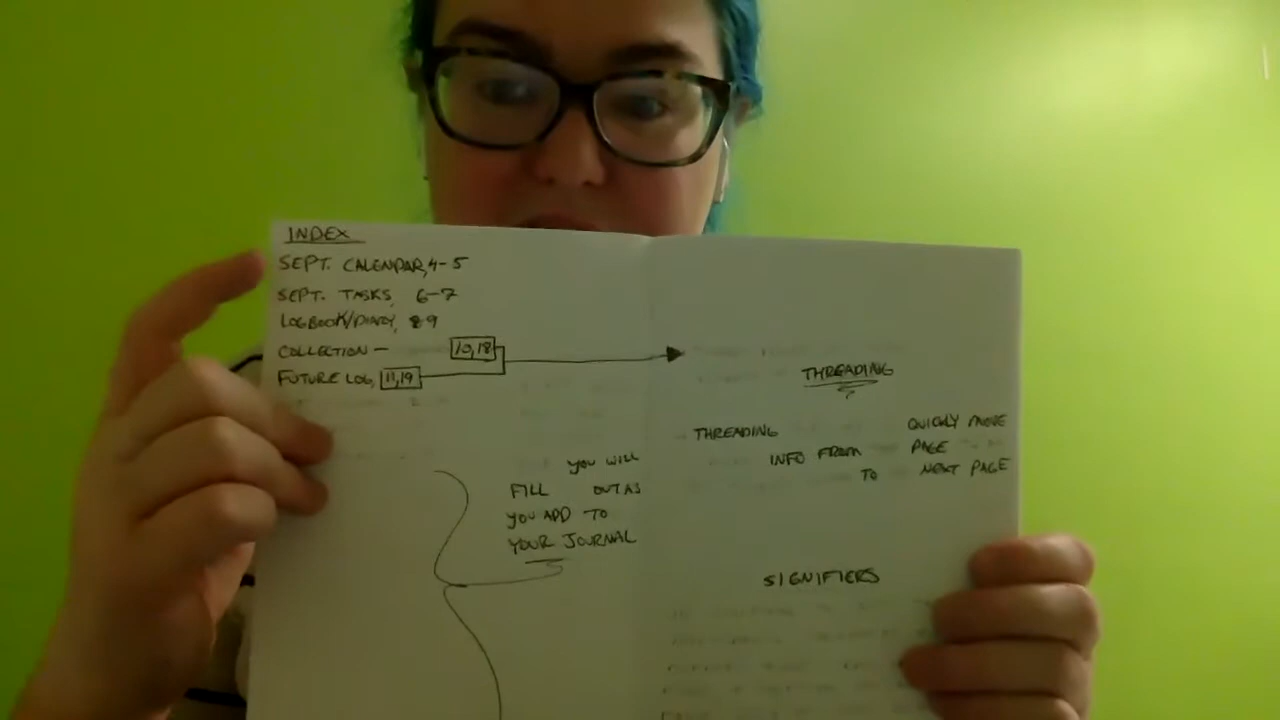 INDEX
SEPT. CALENDAR, 4-5
SEPT. TASKS, 6-7
LOGBOOK/DIARY, 89
COLLECTION - 10,18
FUTURE LOG, 11,19
YOU WILL
FILL OUT AS
YOU ADD TO
YOUR JOURNAL
THREADING
THREADING QUICKLY MOVE
INFO FROM PAGE
TO NEXT PAGE
SIGNIFIERS